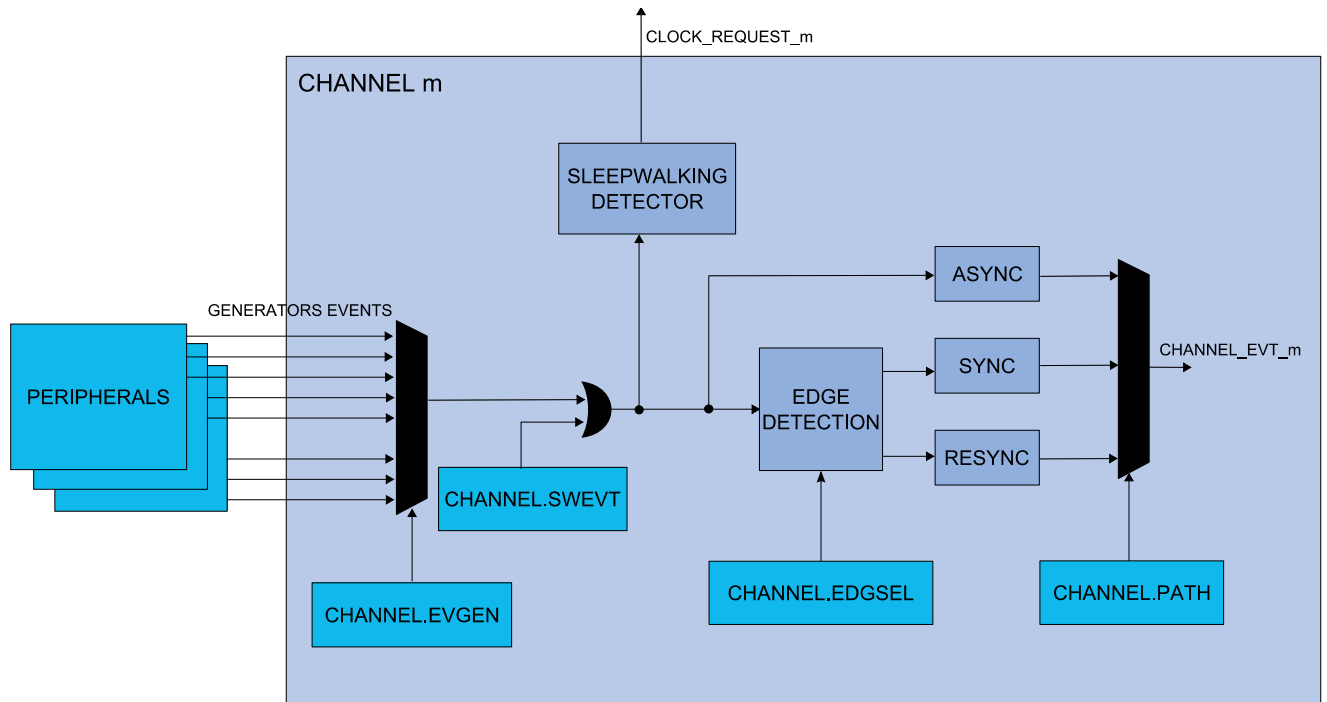 CLOCK_REQUEST_m
CHANNEL m
SLEEPWALKING
DETECTOR
GENERATORS EVENTS
PERIPHERALS
ASYNC
SYNC
RESYNC
EDGE
DETECTION
CHANNEL_EVT_m
CHANNEL.SWEVT
CHANNEL.EVGEN
CHANNEL.EDGSEL
CHANNEL.PATH